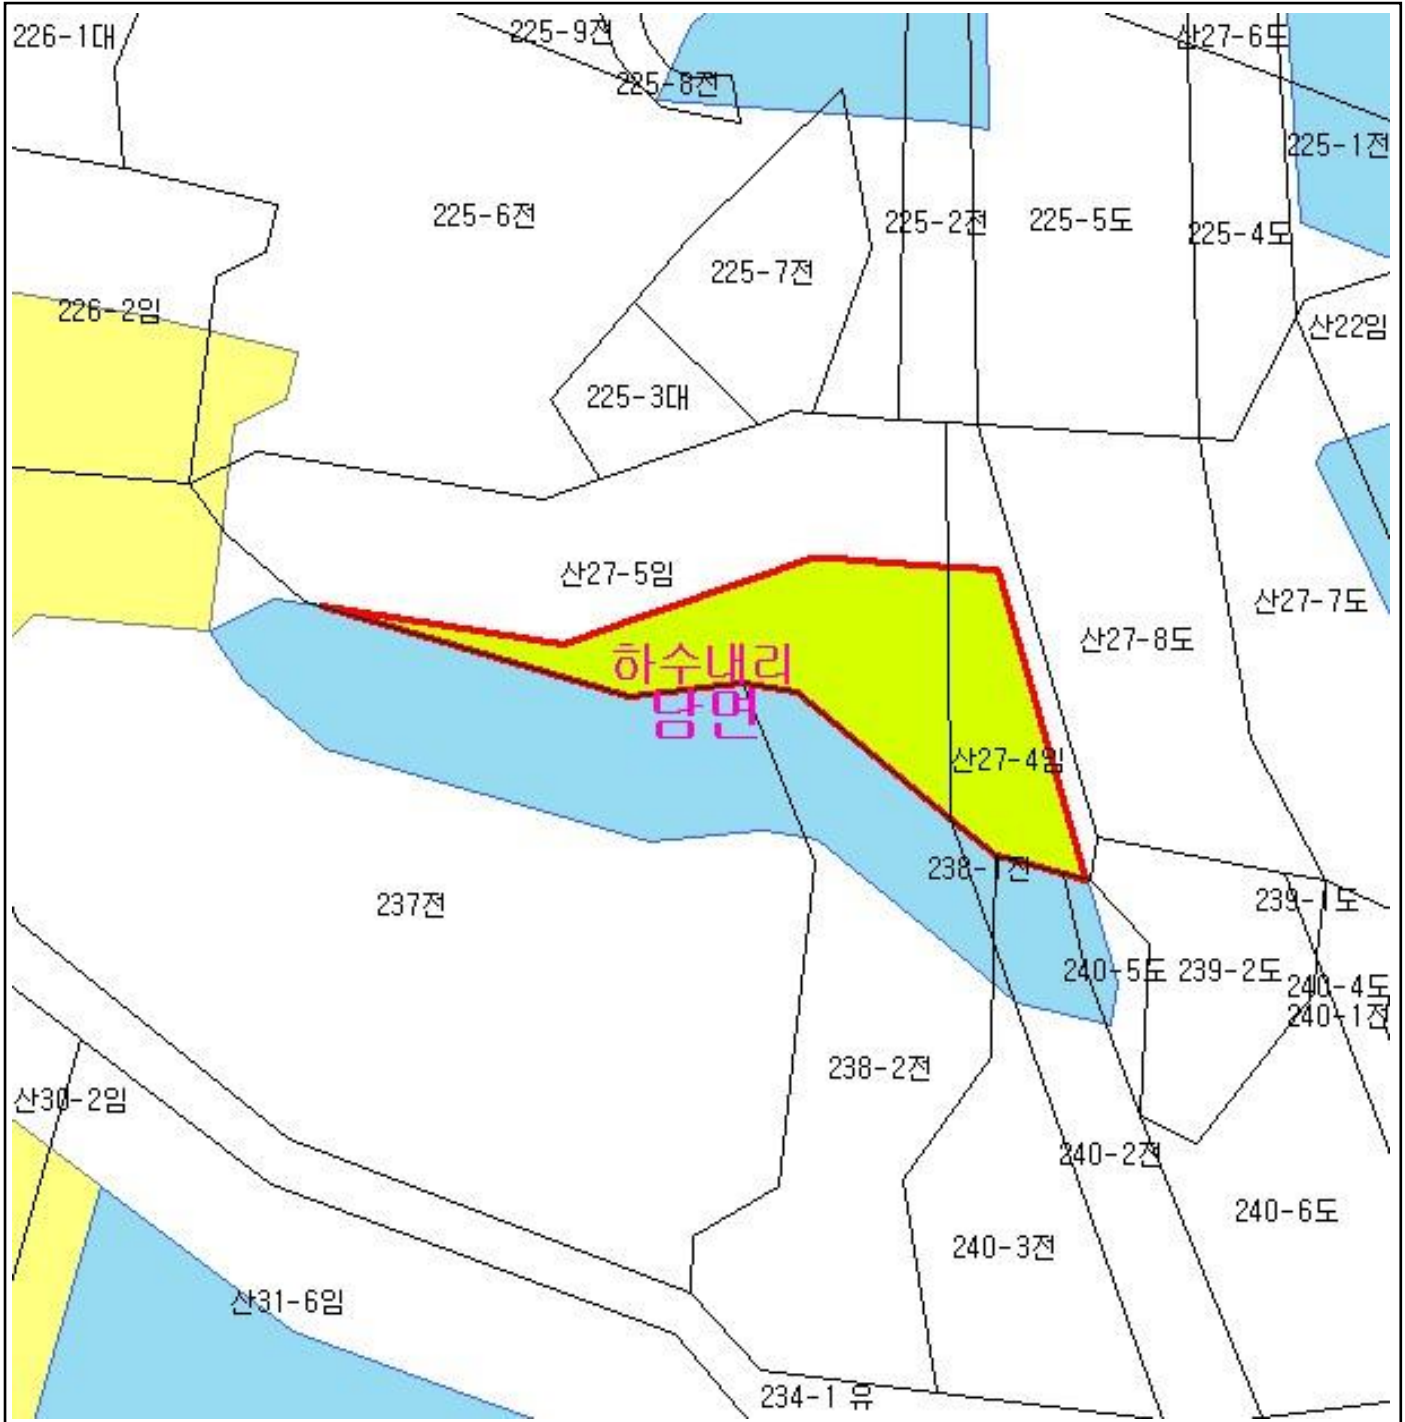 226-1대
225-9전
산27-6도
225-8전
225-1전
225-6전
225-2전
225-5도
225-4도
225-7전
226-2임
산22임
225-3대
산27-5임
산27-7도
산27-8도
하수내리
남면
산27-4임
238-1전
237전
239-1도
240-5도
239-2도
240-4도
240-1전
238-2전
산30-2임
240-2전
240-6도
240-3전
산31-6임
234-1 유